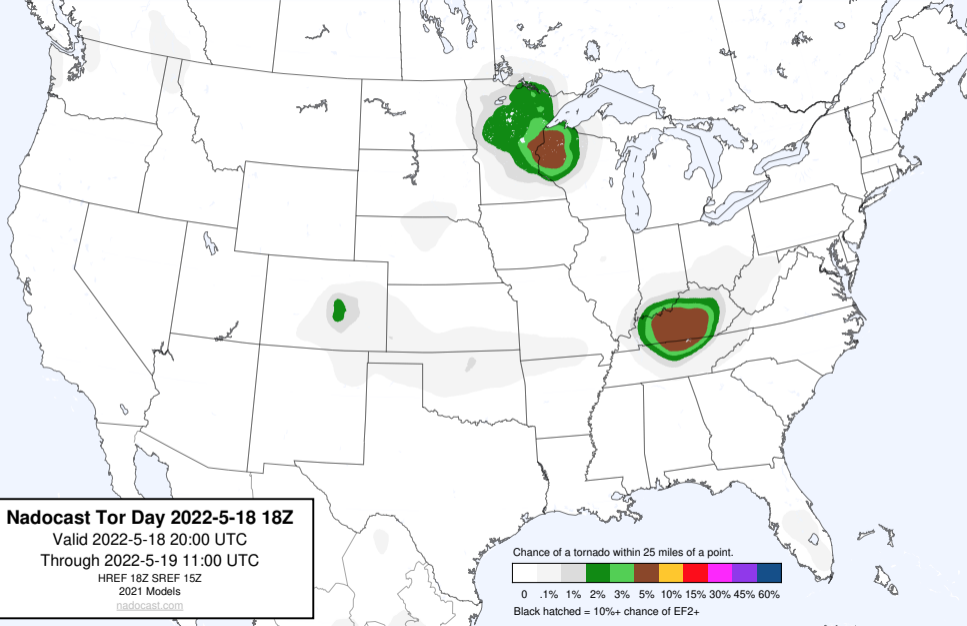 Nadocast Tor Day 2022-5-18 18Z
Valid 2022-5-18 20:00 UTC
Through 2022-5-19 11:00 UTC
HREF 18Z SREF 15Z
2021 Models
nadocast.com
Chance of a tornado within 25 miles of a point.
0 .1% 1% 2% 3% 5% 10% 15% 30% 45% 60%
Black hatched = 10%+ chance of EF2+